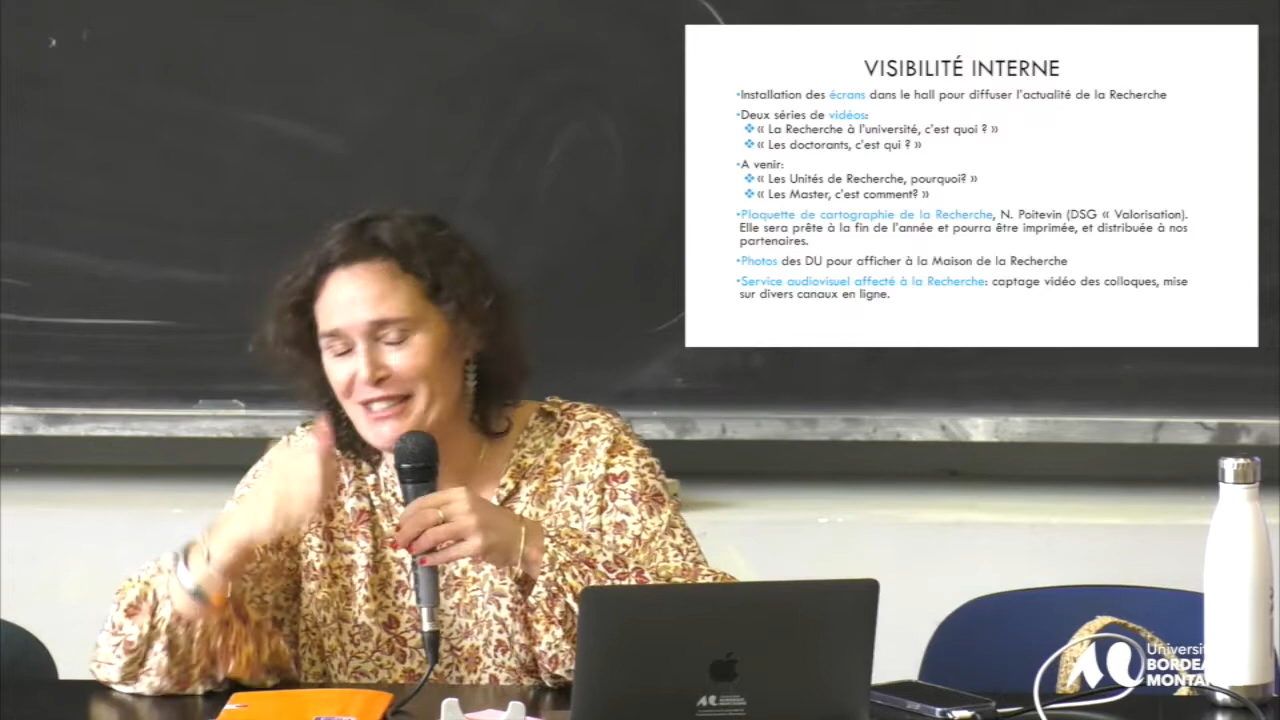 VISIBILITÉ INTERNE
•Installation des écrans dans le hall pour diffuser l'actualité de la Recherche
•Deux séries de vidéos:
❖« La Recherche à l'université, c'est quoi ? »
❖« Les doctorants, c'est qui ? »
•A venir:
❖« Les Unités de Recherche, pourquoi? »
❖« Les Master, c'est comment? »
•Plaquette de cartographie de la Recherche, N. Poitevin (DSG « Valorisation).
Elle sera prête à la fin de l'année et pourra être imprimée, et distribuée à nos
partenaires.
•Photos des DU pour afficher à la Maison de la Recherche
•Service audiovisuel affecté à la Recherche: captage vidéo des colloques, mise
sur divers canaux en ligne.